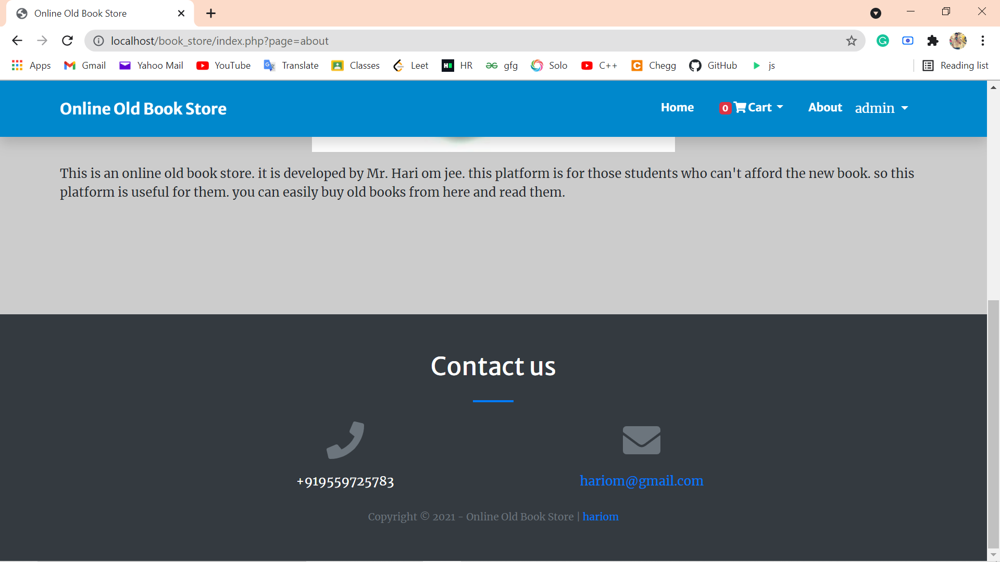 Online Old Book Store
localhost/book_store/index.php?page=about
Apps Gmail Yahoo Mail YouTube Translate Classes Leet HR gfg Solo C++ Chegg GitHub js Reading list
Online Old Book Store Home 0 Cart About admin
This is an online old book store. it is developed by Mr. Hari om jee. this platform is for those students who can't afford the new book. so this
platform is useful for them. you can easily buy old books from here and read them.
Contact us
+919559725783 hariom@gmail.com
Copyright © 2021 - Online Old Book Store | hariom